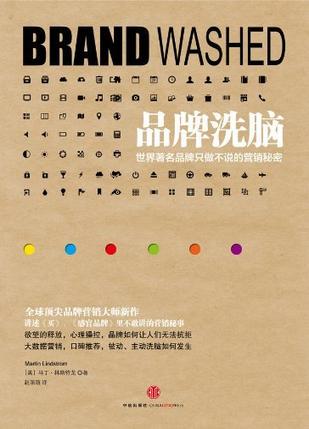 BRAND WASHED
品牌洗脑
世界著名品牌只做不说的营销秘密
全球顶尖品牌营销大师新作
讲述《买》、《感官品牌》里不敢讲的营销秘事
欲望的释放，心理操控，品牌如何让人们无法抗拒
大数据营销，口碑推荐，被动、主动洗脑如何发生
Martin Lindstrom
[美] 马丁·林斯特龙 著
赵萌萌 译
中信出版社·CHINA CITIC PRESS